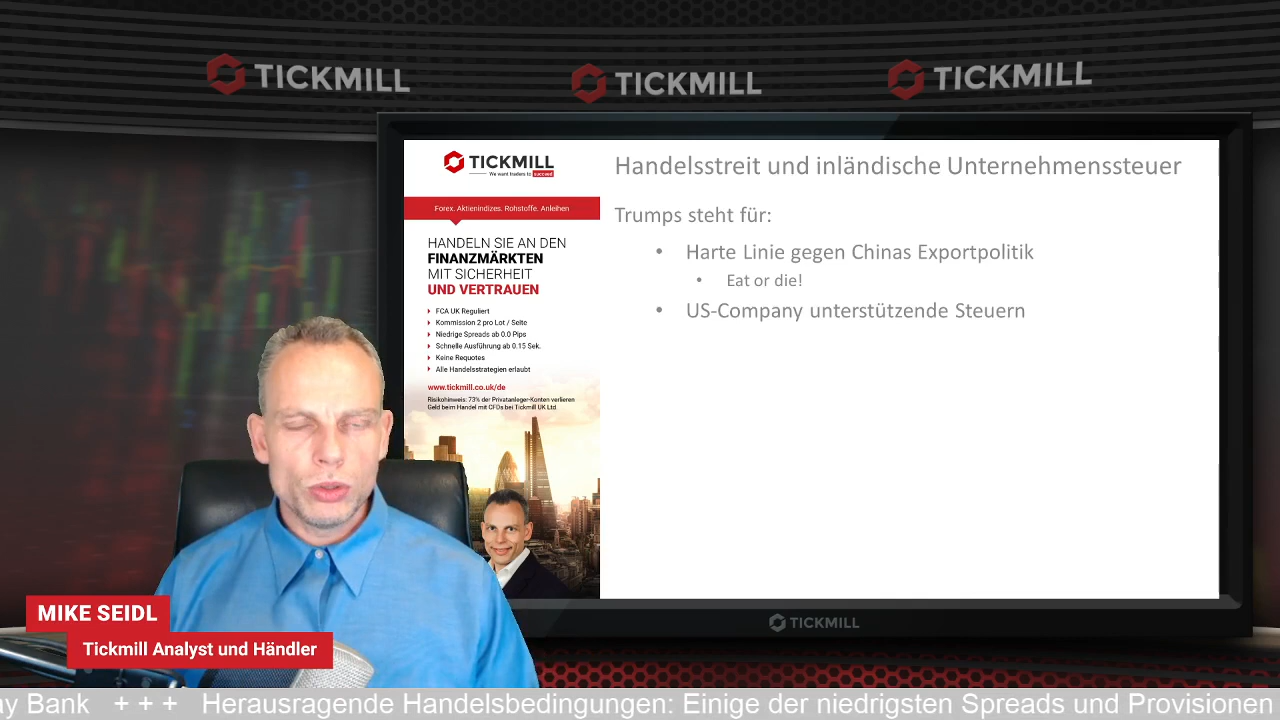 TICKMILL
TICKMILL
TICKMILL
TICKMILL
We want traders to succeed
Forex. Aktienindizes. Rohstoffe. Anleihen
HANDELN SIE AN DEN
FINANZMÄRKTEN
MIT SICHERHEIT
UND VERTRAUEN
FCA UK Reguliert
Kommission 2 pro Lot / Seite
Niedrige Spreads ab 0.0 Pips
Schnelle Ausführung ab 0.15 Sek.
Keine Requotes
Alle Handelsstrategien erlaubt
www.tickmill.co.uk/de
Risikohinweis: 73% der Privatanleger-Konten verlieren
Geld beim Handel mit CFDs bei Tickmill UK Ltd.
Handelsstreit und inländische Unternehmenssteuer
Trumps steht für:
• Harte Linie gegen Chinas Exportpolitik
• Eat or die!
• US-Company unterstützende Steuern
TICKMILL
MIKE SEIDL
Tickmill Analyst und Händler
ay Bank +++ Herausragende Handelsbedingungen: Einige der niedrigsten Spreads und Provisionen